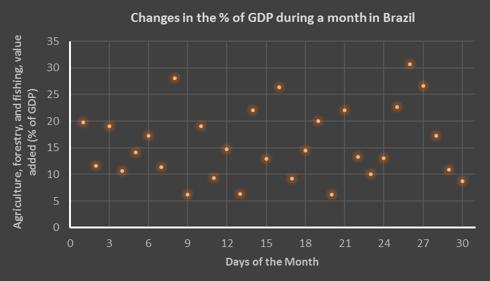 Changes in the % of GDP during a month in Brazil
Agriculture, forestry, and fishing, value
added (% of GDP)
35
30
25
20
15
10
5
0
0 3 6 9 12 15 18 21 24 27 30
Days of the Month